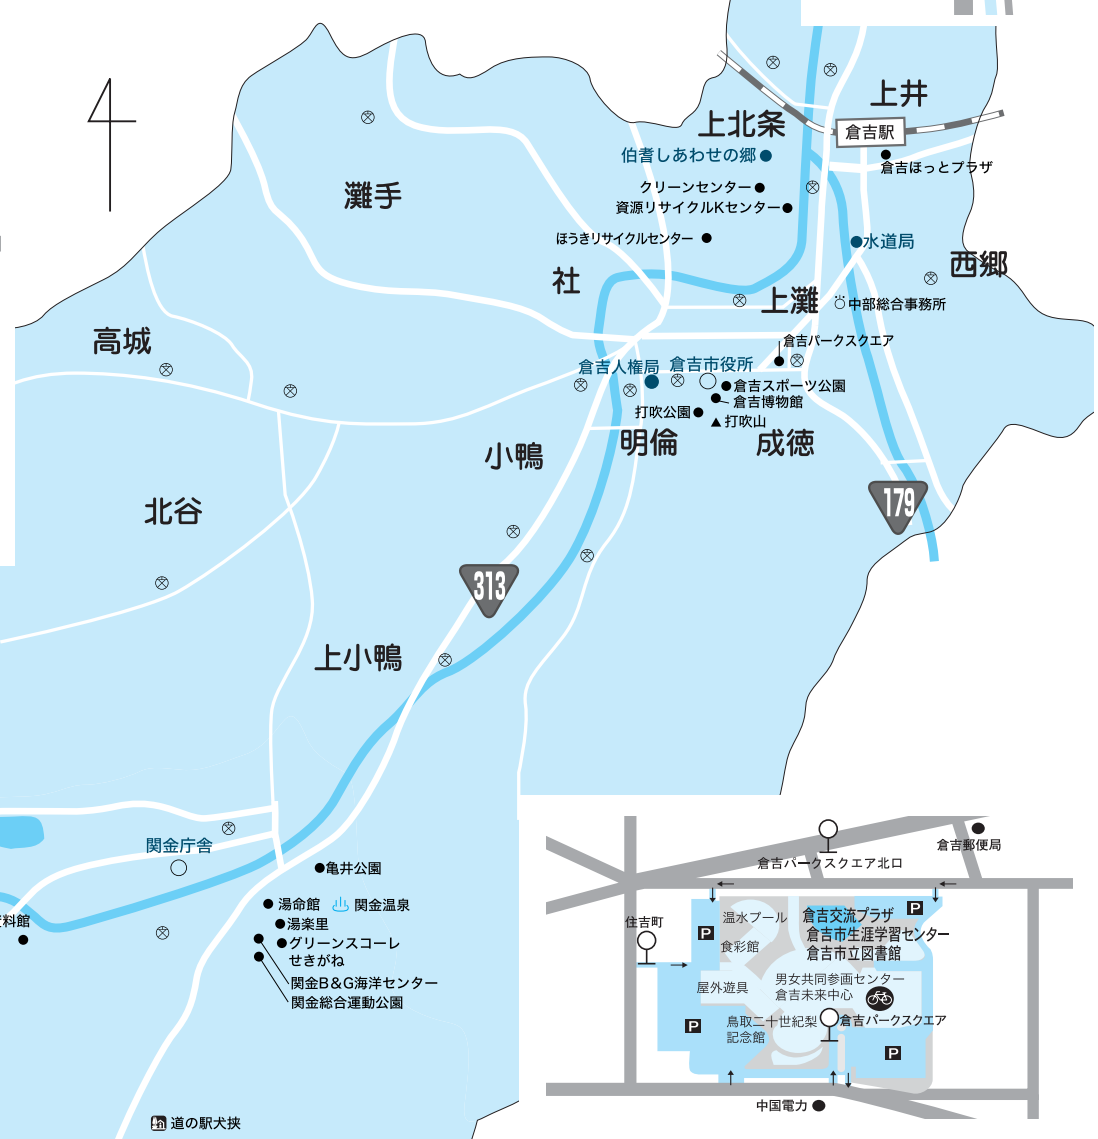 上井
上北条
倉吉駅
伯耆しあわせの郷
倉吉ほっとプラザ
クリーンセンター
資源リサイクルKセンター
灘手
ほうきリサイクルセンター
水道局
西郷
社
上灘
中部総合事務所
高城
倉吉パークスクエア
倉吉人権局
倉吉市役所
倉吉スポーツ公園
倉吉博物館
打吹公園
打吹山
小鴨
明倫
成徳
179
北谷
313
上小鴨
関金庁舎
亀井公園
湯命館
関金温泉
湯楽里
料館
グリーンスコーレ
せきがね
関金B&G海洋センター
関金総合運動公園
道の駅犬挟
倉吉郵便局
倉吉パークスクエア北口
住吉町
温水プール
倉吉交流プラザ
P
P
倉吉市生涯学習センター
食彩館
倉吉市立図書館
屋外遊具
男女共同参画センター
倉吉未来中心
鳥取二十世紀梨
記念館
倉吉パークスクエア
P
P
中国電力